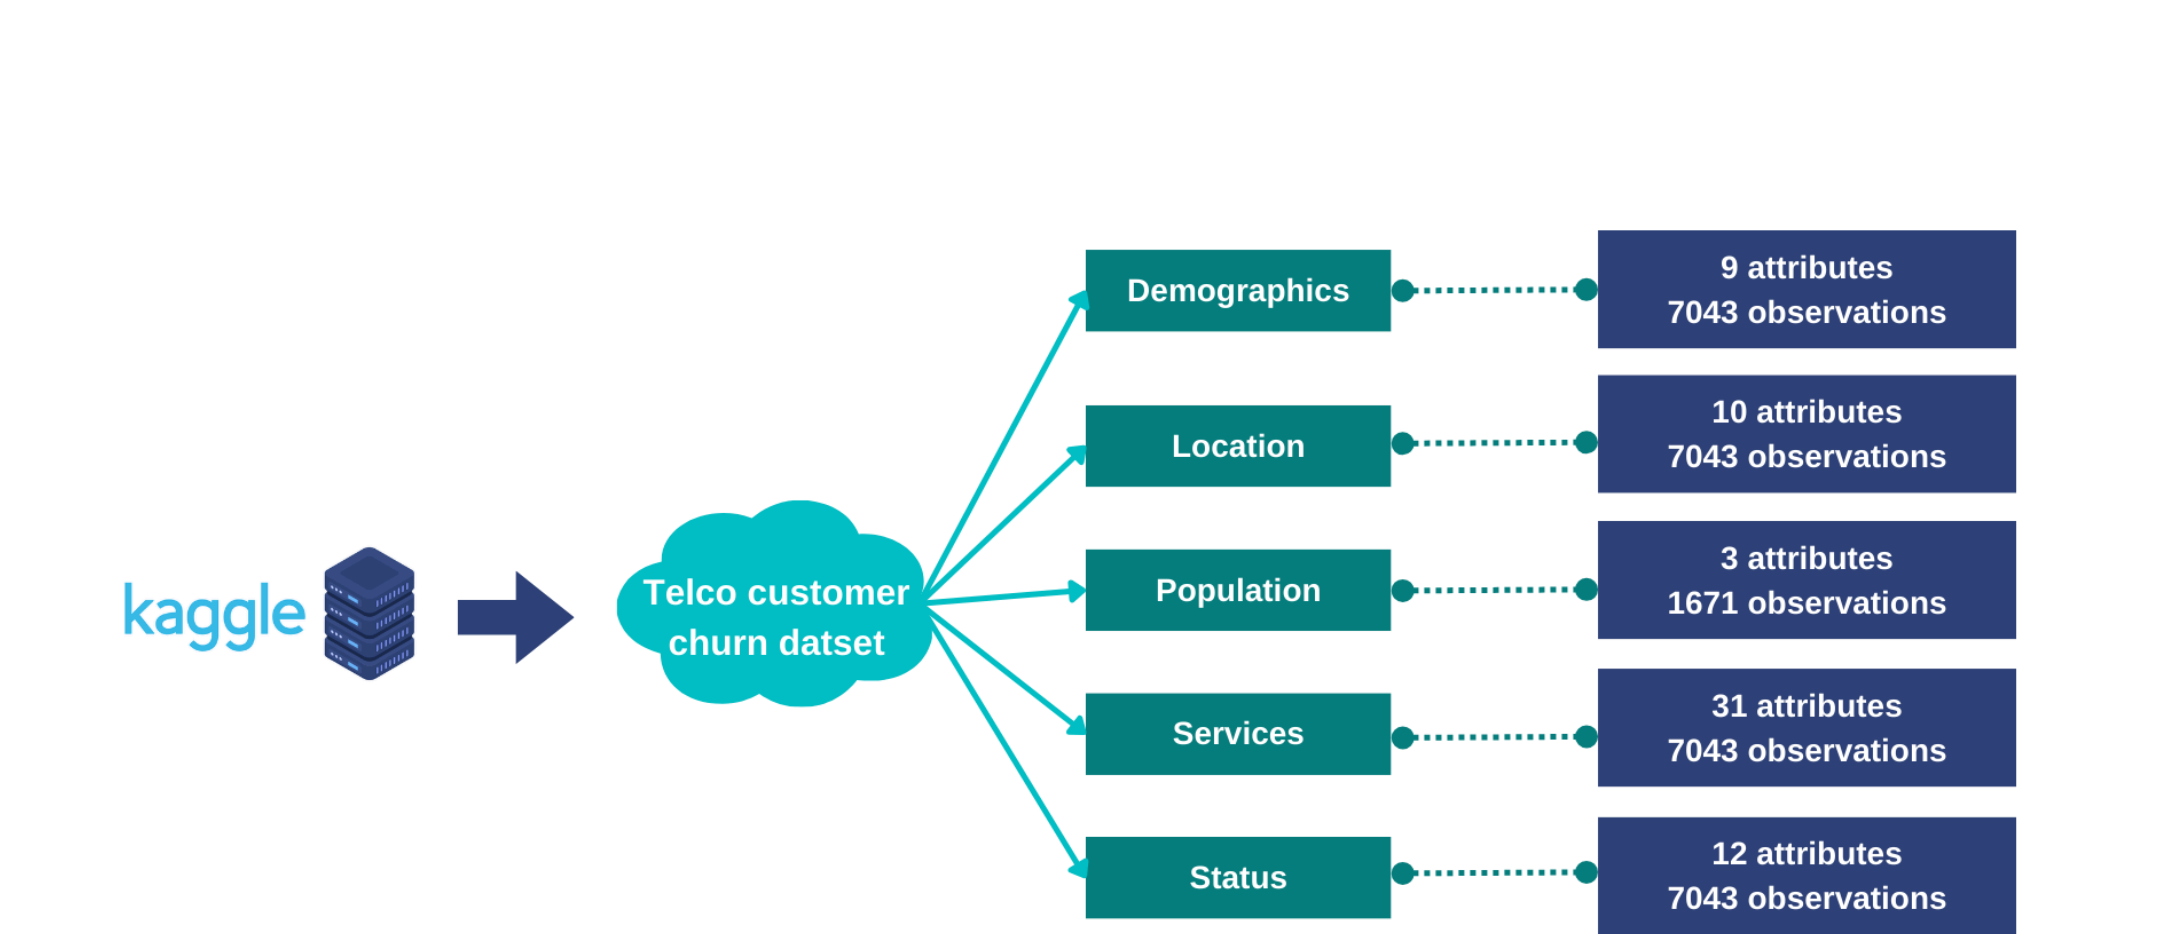 kaggle
Telco customer
churn datset
Demographics
9 attributes
7043 observations
Location
10 attributes
7043 observations
Population
3 attributes
1671 observations
Services
31 attributes
7043 observations
Status
12 attributes
7043 observations